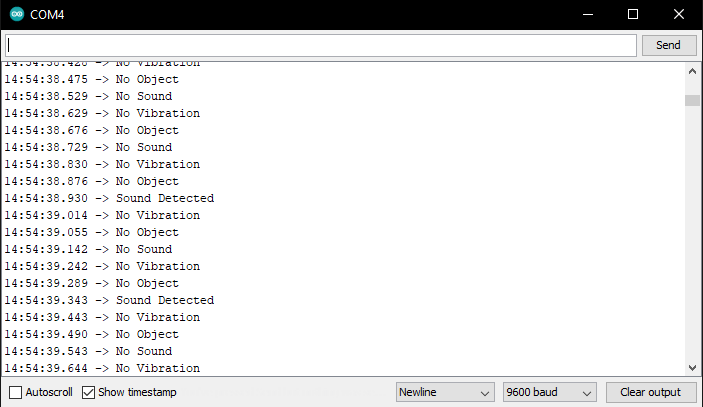 COM4
Send
14:54:38.428 -> No Vibration
14:54:38.475 -> No Object
14:54:38.529 -> No Sound
14:54:38.629 -> No Vibration
14:54:38.676 -> No Object
14:54:38.729 -> No Sound
14:54:38.830 -> No Vibration
14:54:38.876 -> No Object
14:54:38.930 -> Sound Detected
14:54:39.014 -> No Vibration
14:54:39.055 -> No Object
14:54:39.142 -> No Sound
14:54:39.242 -> No Vibration
14:54:39.289 -> No Object
14:54:39.343 -> Sound Detected
14:54:39.443 -> No Vibration
14:54:39.490 -> No Object
14:54:39.543 -> No Sound
14:54:39.644 -> No Vibration
Autoscroll Show timestamp Newline 9600 baud Clear output